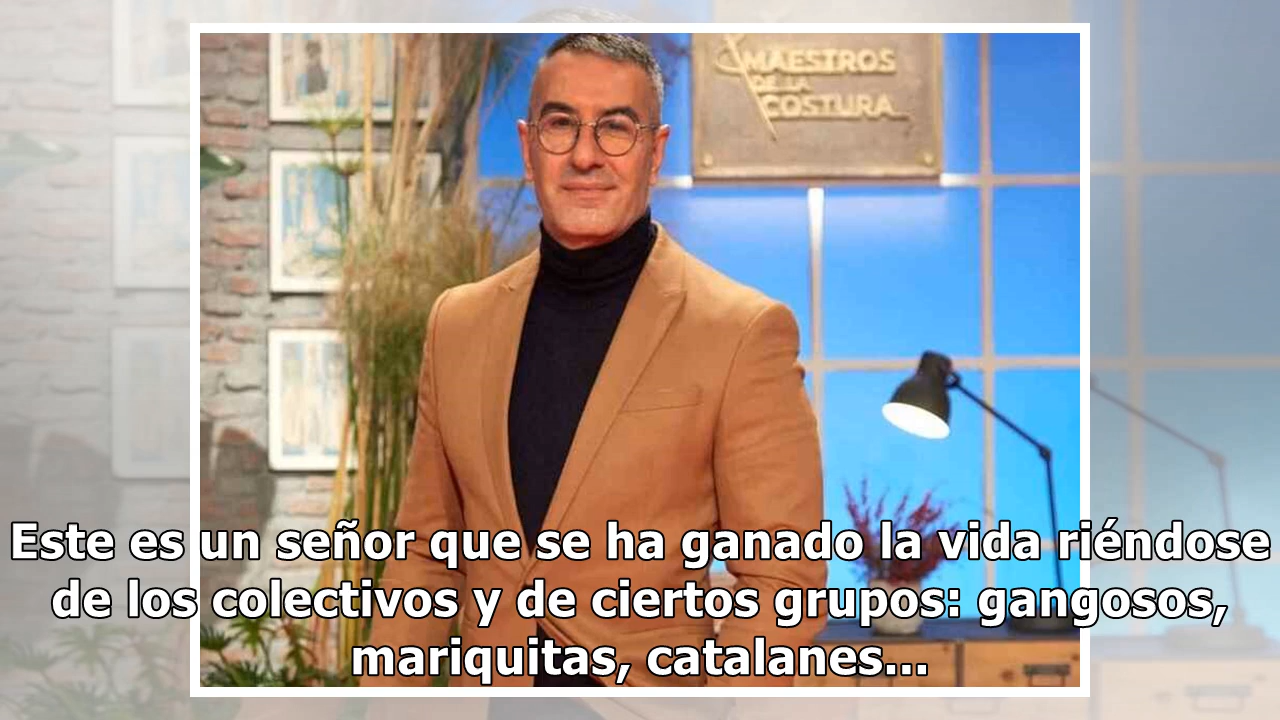 MAESTROS
DE LA
COSTURA
Este es un señor que se ha ganado la vida riéndose
de los colectivos y de ciertos grupos: gangosos,
mariquitas, catalanes...